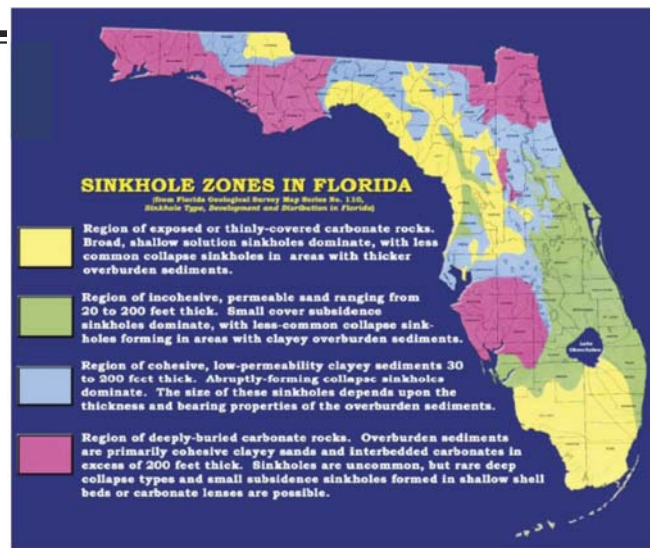 SINKHOLE ZONES IN FLORIDA
(from Florida Geological Survey Map Series No. 110,
Sinkhole Type, Development and Distribution in Florida)
Region of exposed or thinly-covered carbonate rocks.
Broad, shallow solution sinkholes dominate, with less
common collapse sinkholes in areas with thicker
overburden sediments.
Region of incohesive, permeable sand ranging from
20 to 200 feet thick. Small cover subsidence
sinkholes dominate, with less-common collapse sink-
holes forming in areas with clayey overburden sediments.
Region of cohesive, low-permeability clayey sediments 30
to 200 feet thick. Abruptly-forming collapse sinkholes
dominate. The size of these sinkholes depends upon the
thickness and bearing properties of the overburden sediments.
Region of deeply-buried carbonate rocks. Overburden sediments
are primarily cohesive clayey sands and interbedded carbonates in
excess of 200 feet thick. Sinkholes are uncommon, but rare deep
collapse types and small subsidence sinkholes formed in shallow shell
beds or carbonate lenses are possible.
Lake
Okeechobee